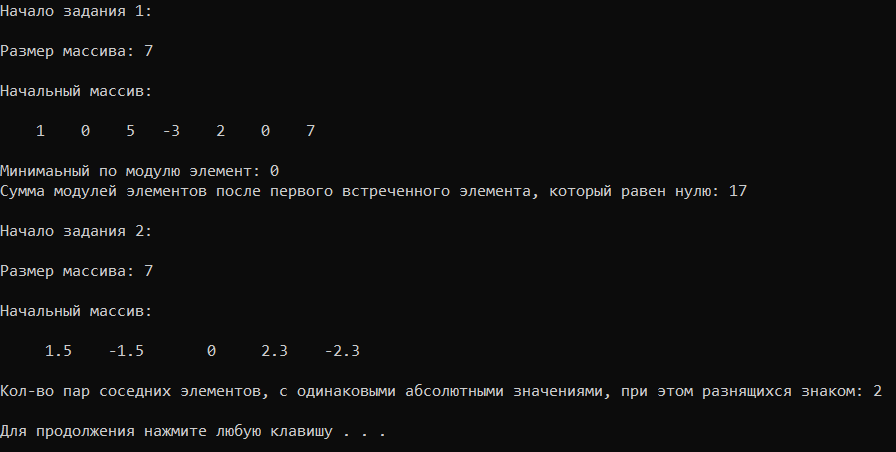 Начало задания 1:
Размер массива: 7
Начальный массив:
1 0 5 -3 2 0 7
Минимаьный по модулю элемент: 0
Сумма модулей элементов после первого встреченного элемента, который равен нулю: 17
Начало задания 2:
Размер массива: 7
Начальный массив:
1.5 -1.5 0 2.3 -2.3
Кол-во пар соседних элементов, с одинаковыми абсолютными значениями, при этом разнящихся знаком: 2
Для продолжения нажмите любую клавишу . . .